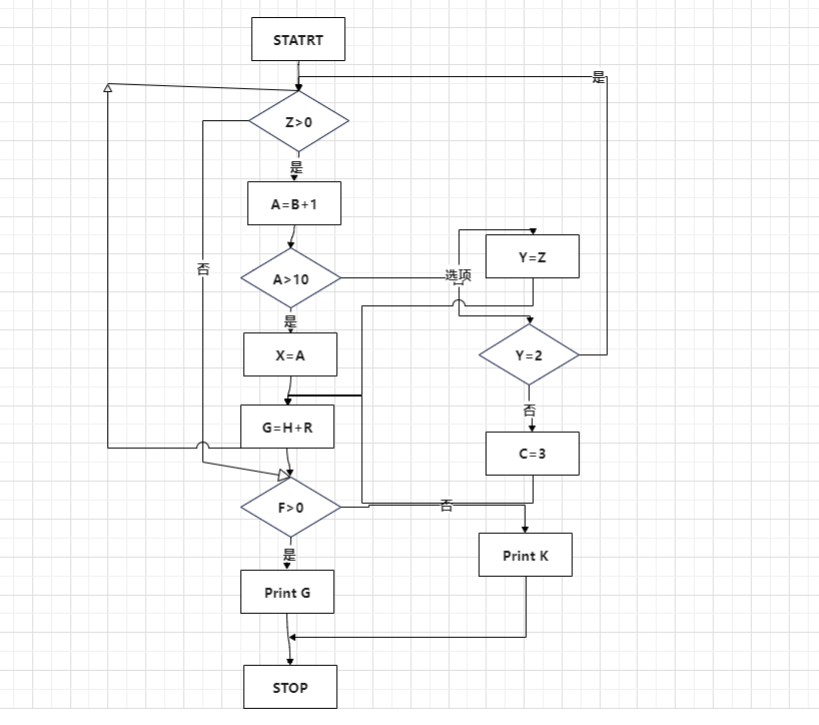 STATRT
是
Z>0
是
A=B+1
Y=Z
否
选项
A>10
是
X=A
Y=2
否
G=H+R
C=3
F>0
否
是
Print K
Print G
STOP